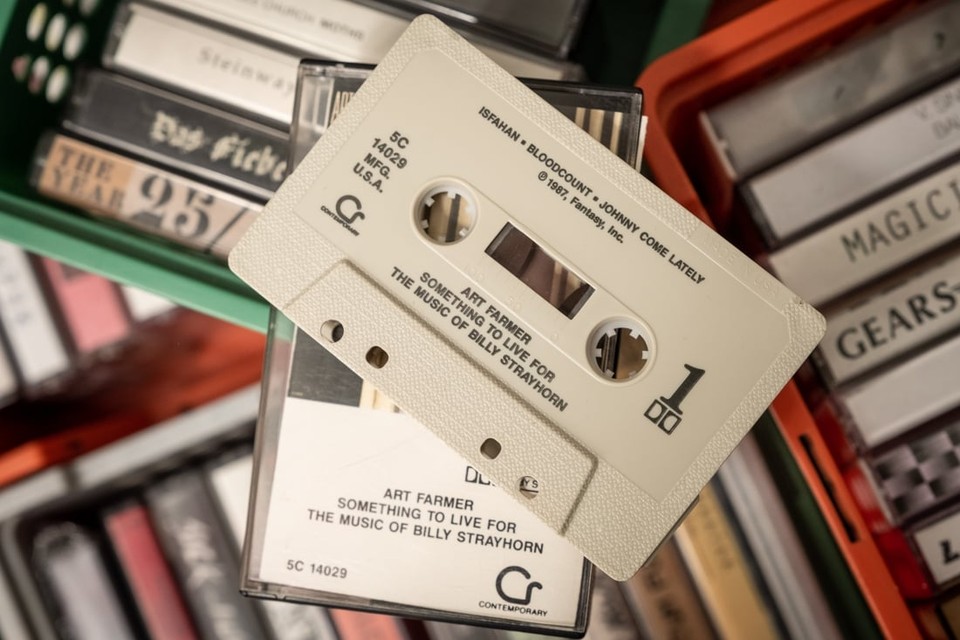 CHURCH
Steinway
Das
THE
YEAR
25
ISFAHAN ▪ BLOODCOUNT ▪ JOHNNY COME LATELY
℗ 1987, Fantasy, Inc.
5C
14029
MFG.
U.S.A.
CONTEMPORARY
ART FARMER
SOMETHING TO LIVE FOR
THE MUSIC OF BILLY STRAYHORN
1
ART FARMER
SOMETHING TO LIVE FOR
THE MUSIC OF BILLY STRAYHORN
5C 14029
CONTEMPORARY
MAGIC
GEARS